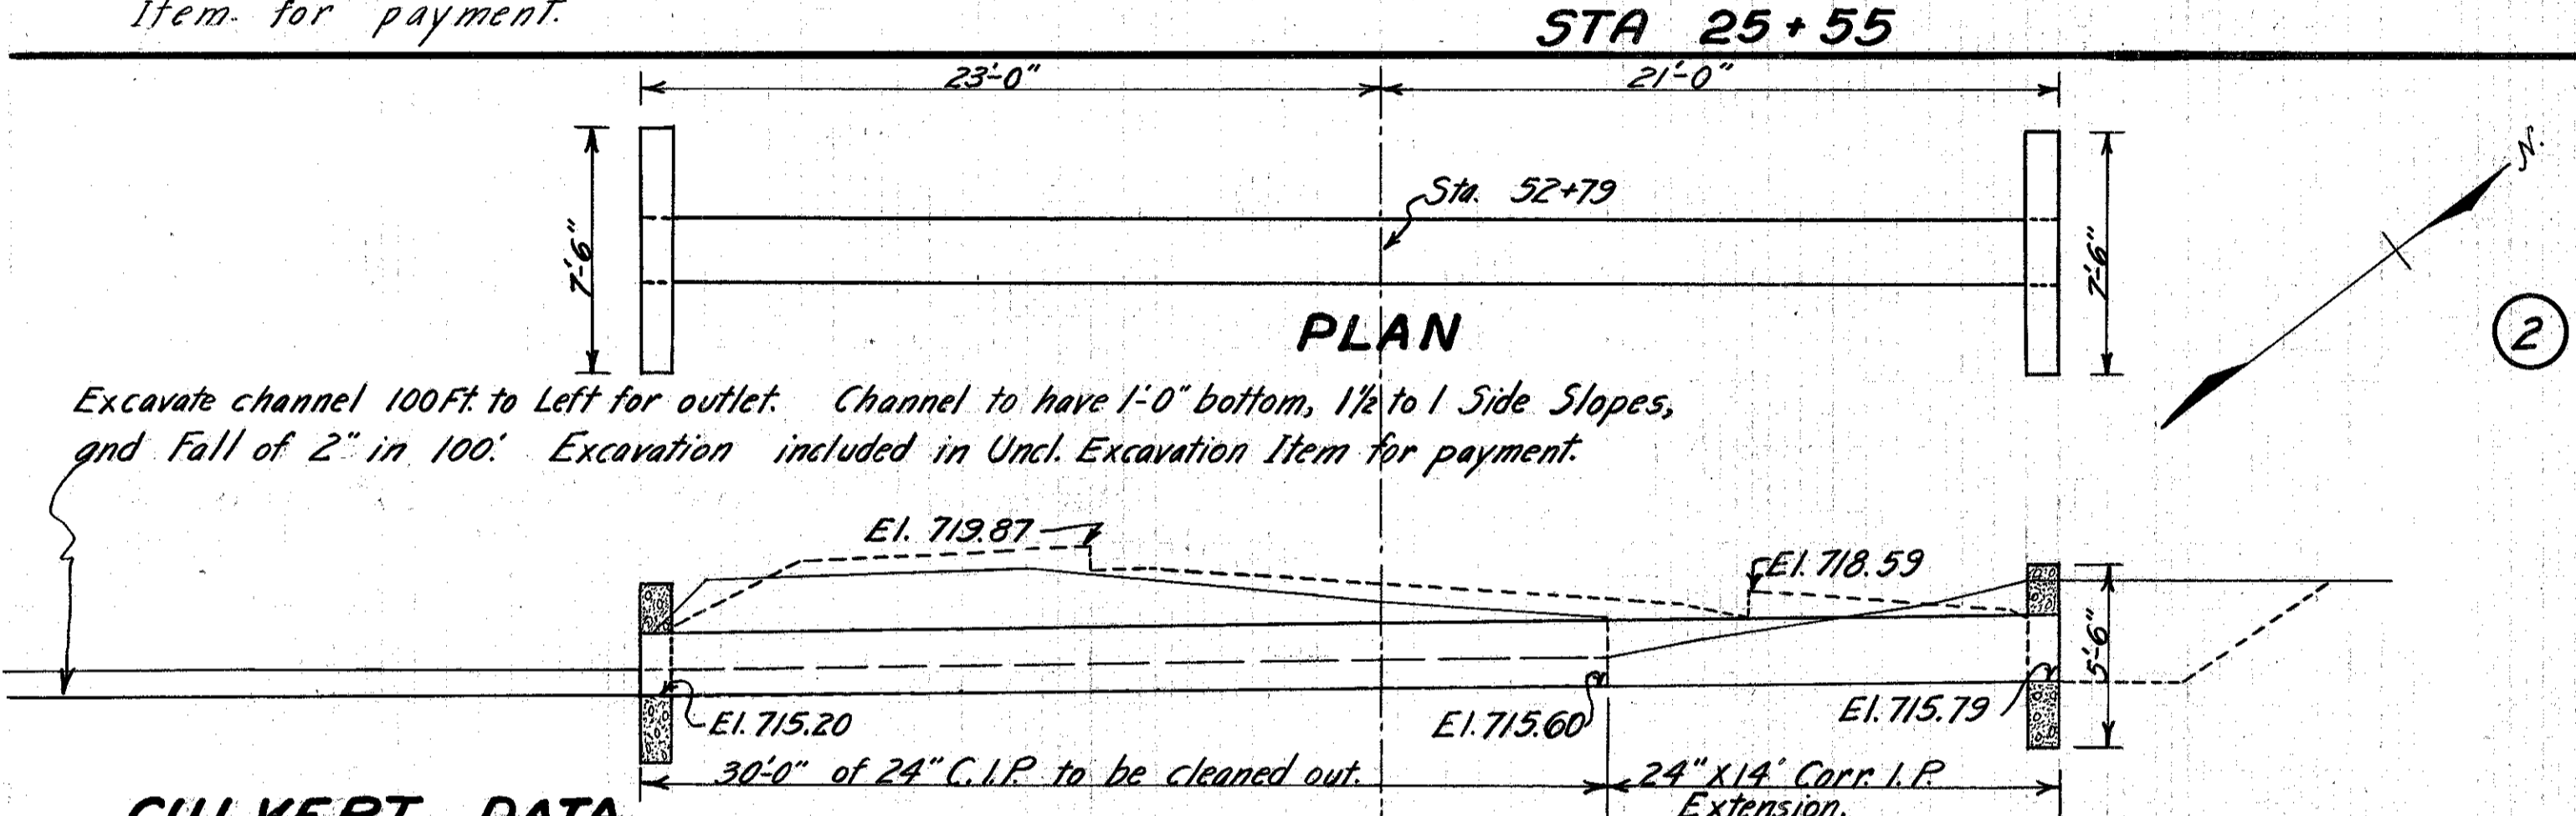 Item for payment.
STA 25+55
23'-0"
21'-0"
7'-6"
Sta. 52+79
7'-6"
N.
PLAN
2
Excavate channel 100Ft. to Left for outlet. Channel to have 1'-0" bottom, 1½ to 1 Side Slopes,
and Fall of 2" in 100'. Excavation included in Uncl. Excavation Item for payment.
El. 719.87
El. 718.59
5'-6"
El. 715.20
El. 715.60
El. 715.79
30'-0" of 24" C.I.P. to be cleaned out.
24"X14' Corr. I.P.
Extension.
CULVERT DATA